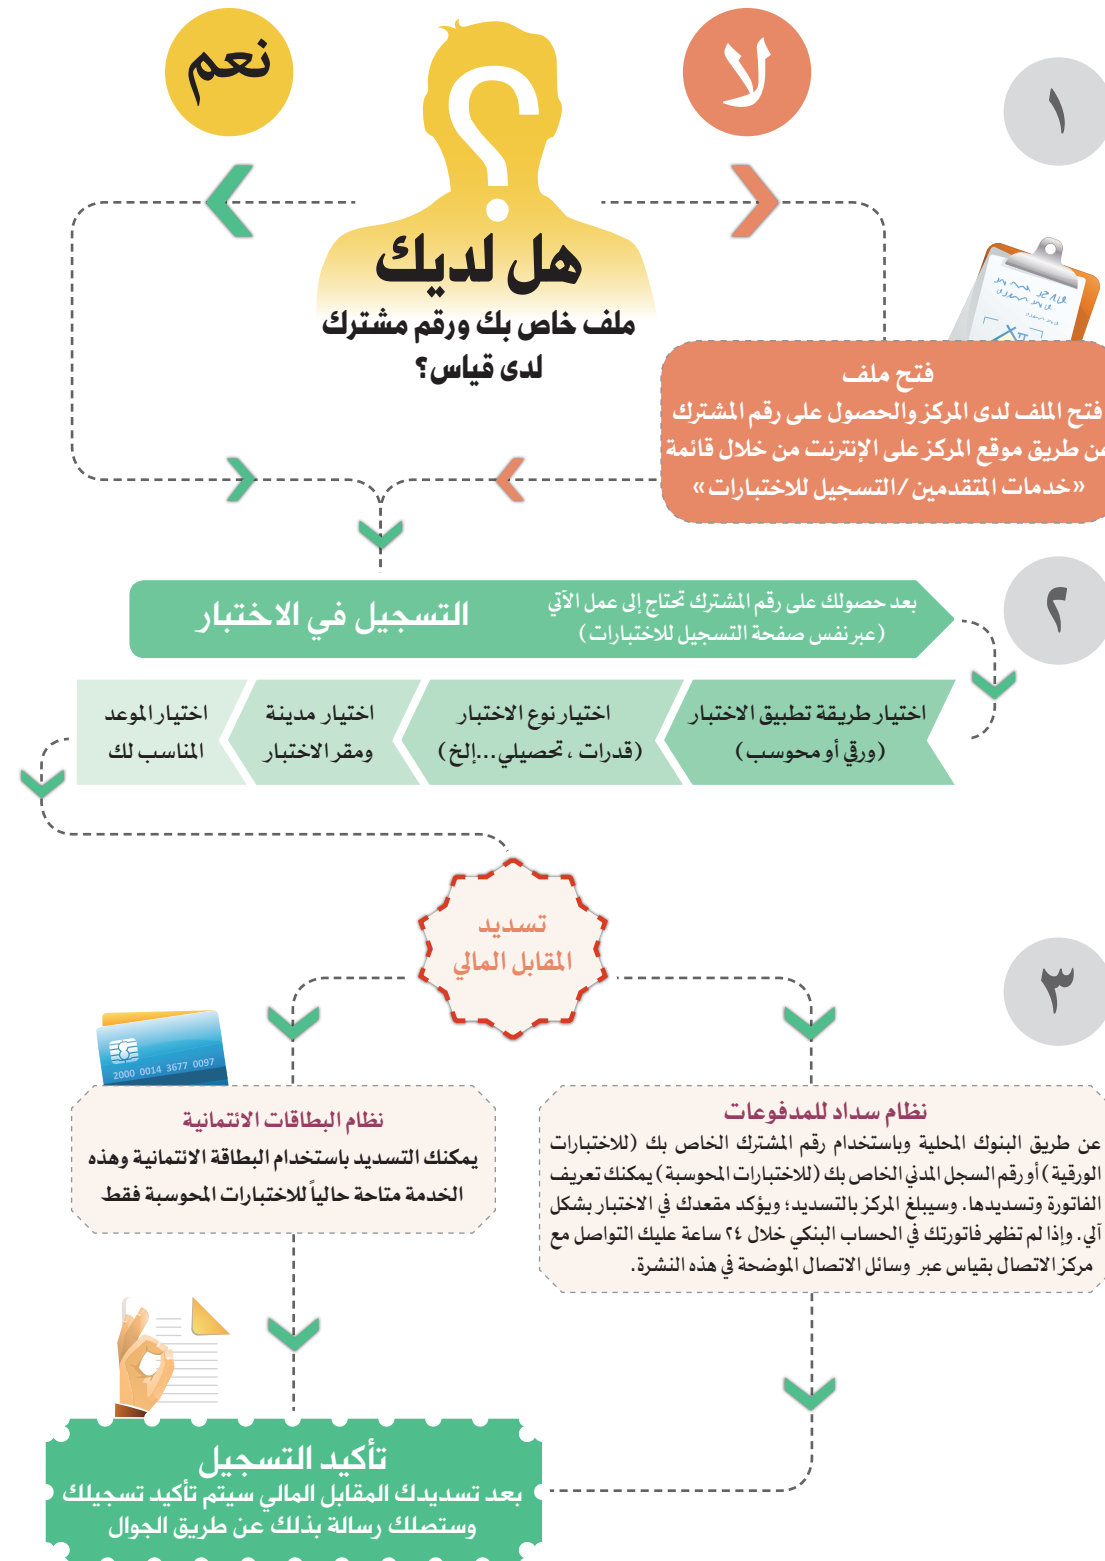 لا
نعم
١
هل لديك
ملف خاص بك ورقم مشترك
لدى قياس؟
فتح ملف
فتح الملف لدى المركز والحصول على رقم المشترك
عن طريق موقع المركز على الإنترنت من خلال قائمة
«خدمات المتقدمين /التسجيل للاختبارات»
٢
بعد حصولك على رقم المشترك تحتاج إلى عمل الآتي
(عبر نفس صفحة التسجيل للاختبارات)
التسجيل في الاختبار
اختيار طريقة تطبيق الاختبار
(ورقي أو محوسب)
اختيار نوع الاختبار
(قدرات ، تحصيلي...إلخ)
اختيار مدينة
ومقر الاختبار
اختيار الموعد
المناسب لك
تسديد
المقابل المالي
٣
نظام سداد للمدفوعات
عن طريق البنوك المحلية وباستخدام رقم المشترك الخاص بك (للاختبارات
الورقية) أو رقم السجل المدني الخاص بك (للاختبارات المحوسبة) يمكنك تعريف
الفاتورة وتسديدها. وسيبلغ المركز بالتسديد؛ ويؤكد مقعدك في الاختبار بشكل
آلي. وإذا لم تظهر فاتورتك في الحساب البنكي خلال ٢٤ ساعة عليك التواصل مع
مركز الاتصال بقياس عبر وسائل الاتصال الموضحة في هذه النشرة.
2000 0014 3677 0097
نظام البطاقات الائتمانية
يمكنك التسديد باستخدام البطاقة الائتمانية وهذه
الخدمة متاحة حالياً للاختبارات المحوسبة فقط
تأكيد التسجيل
بعد تسديدك المقابل المالي سيتم تأكيد تسجيلك
وستصلك رسالة بذلك عن طريق الجوال